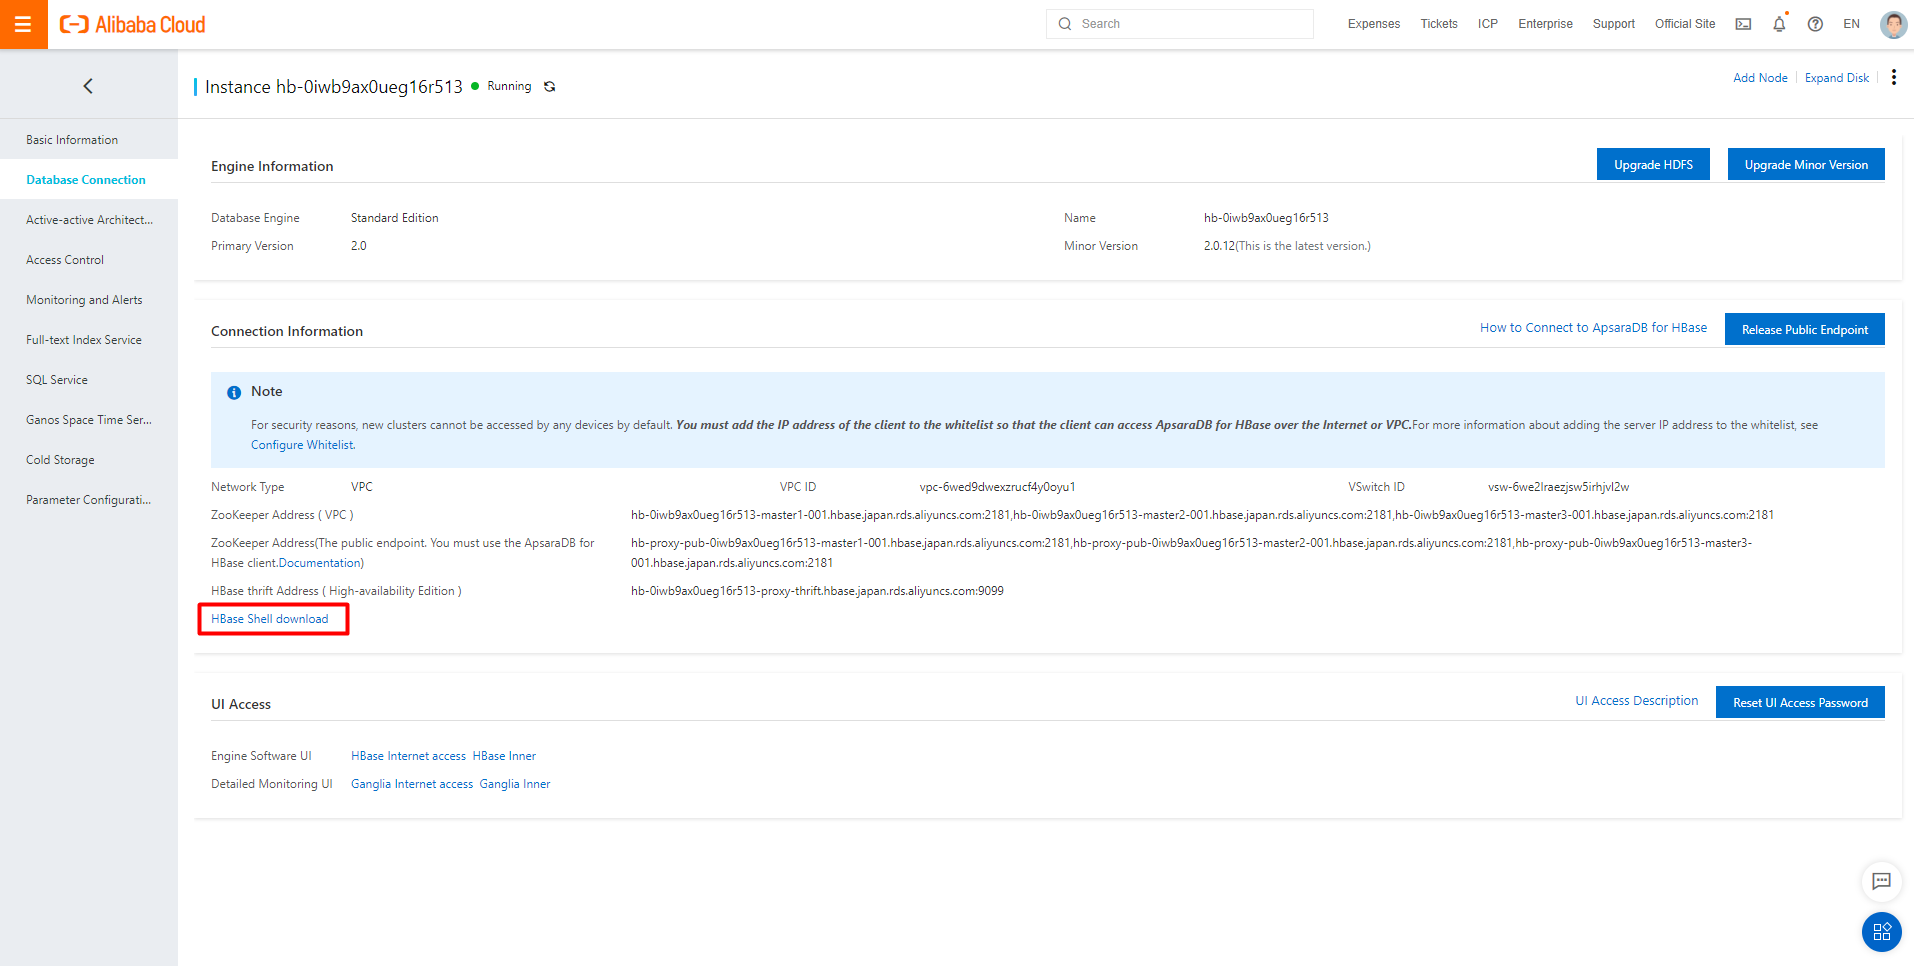 Alibaba Cloud
Search
Expenses
Tickets
ICP
Enterprise
Support
Official Site
EN
Instance hb-0iwb9ax0ueg16r513
Running
Add Node
Expand Disk
Basic Information
Database Connection
Active-active Architect...
Access Control
Monitoring and Alerts
Full-text Index Service
SQL Service
Ganos Space Time Ser...
Cold Storage
Parameter Configurati...
Engine Information
Upgrade HDFS
Upgrade Minor Version
Database Engine
Standard Edition
Name
hb-0iwb9ax0ueg16r513
Primary Version
2.0
Minor Version
2.0.12(This is the latest version.)
Connection Information
How to Connect to ApsaraDB for HBase
Release Public Endpoint
Note
For security reasons, new clusters cannot be accessed by any devices by default. You must add the IP address of the client to the whitelist so that the client can access ApsaraDB for HBase over the Internet or VPC.For more information about adding the server IP address to the whitelist, see
Configure Whitelist.
Network Type
VPC
VPC ID
vpc-6wed9dwexzrucf4y0oyu1
VSwitch ID
vsw-6we2lraezjsw5irhjvl2w
ZooKeeper Address ( VPC )
hb-0iwb9ax0ueg16r513-master1-001.hbase.japan.rds.aliyuncs.com:2181,hb-0iwb9ax0ueg16r513-master2-001.hbase.japan.rds.aliyuncs.com:2181,hb-0iwb9ax0ueg16r513-master3-001.hbase.japan.rds.aliyuncs.com:2181
ZooKeeper Address(The public endpoint. You must use the ApsaraDB for
HBase client.Documentation)
hb-proxy-pub-0iwb9ax0ueg16r513-master1-001.hbase.japan.rds.aliyuncs.com:2181,hb-proxy-pub-0iwb9ax0ueg16r513-master2-001.hbase.japan.rds.aliyuncs.com:2181,hb-proxy-pub-0iwb9ax0ueg16r513-master3-
001.hbase.japan.rds.aliyuncs.com:2181
HBase thrift Address ( High-availability Edition )
hb-0iwb9ax0ueg16r513-proxy-thrift.hbase.japan.rds.aliyuncs.com:9099
HBase Shell download
UI Access
UI Access Description
Reset UI Access Password
Engine Software UI
HBase Internet access
HBase Inner
Detailed Monitoring UI
Ganglia Internet access
Ganglia Inner